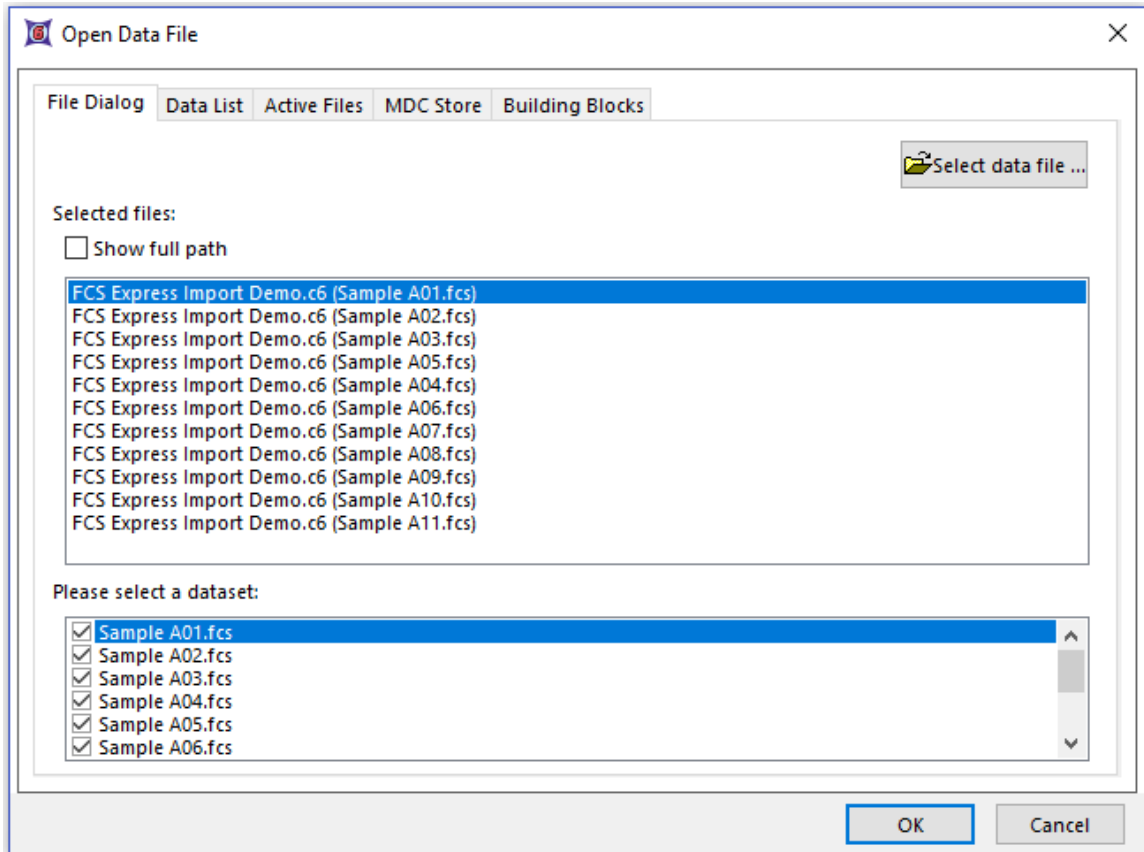 Open Data File
File Dialog Data List Active Files MDC Store Building Blocks
Select data file ...
Selected files:
Show full path
FCS Express Import Demo.c6 (Sample A01.fcs)
FCS Express Import Demo.c6 (Sample A02.fcs)
FCS Express Import Demo.c6 (Sample A03.fcs)
FCS Express Import Demo.c6 (Sample A05.fcs)
FCS Express Import Demo.c6 (Sample A04.fcs)
FCS Express Import Demo.c6 (Sample A06.fcs)
FCS Express Import Demo.c6 (Sample A07.fcs)
FCS Express Import Demo.c6 (Sample A08.fcs)
FCS Express Import Demo.c6 (Sample A09.fcs)
FCS Express Import Demo.c6 (Sample A10.fcs)
FCS Express Import Demo.c6 (Sample A11.fcs)
Please select a dataset:
Sample A01.fcs
Sample A02.fcs
Sample A03.fcs
Sample A04.fcs
Sample A05.fcs
Sample A06.fcs
OK Cancel